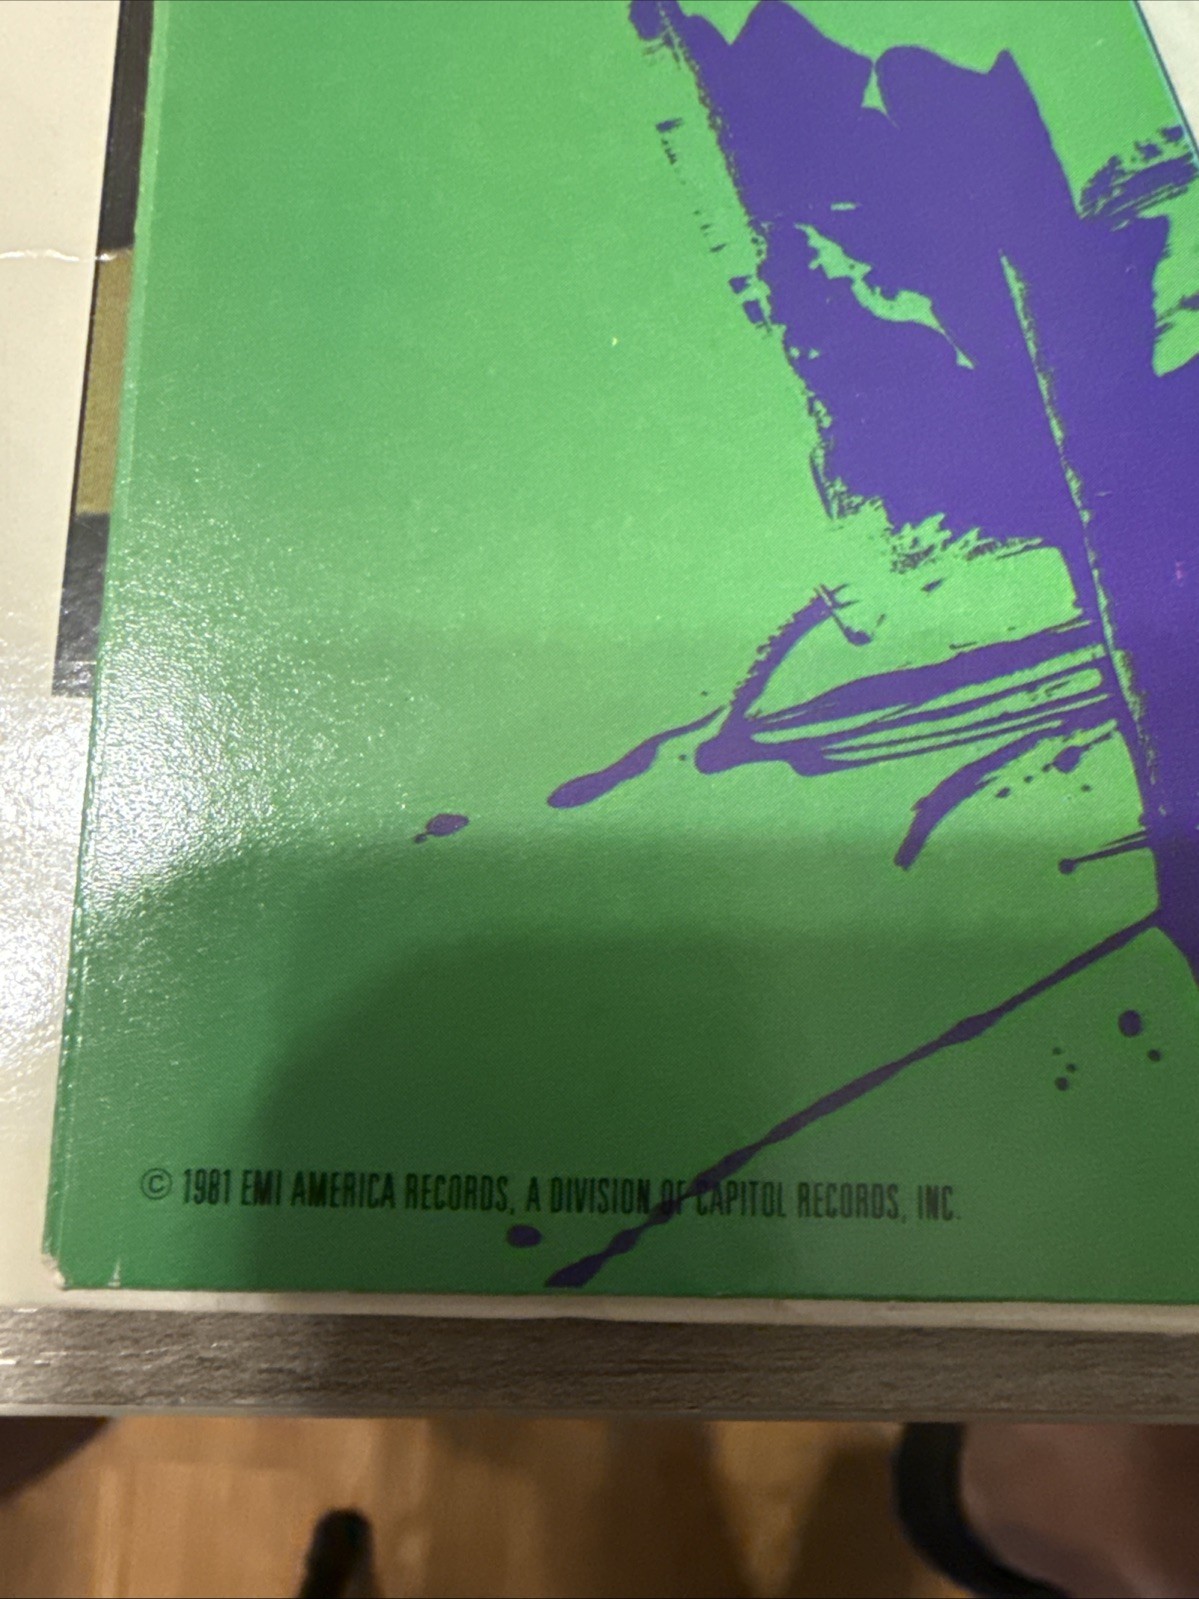 © 1981 EMI AMERICA RECORDS, A DIVISION OF CAPITOL RECORDS, INC.